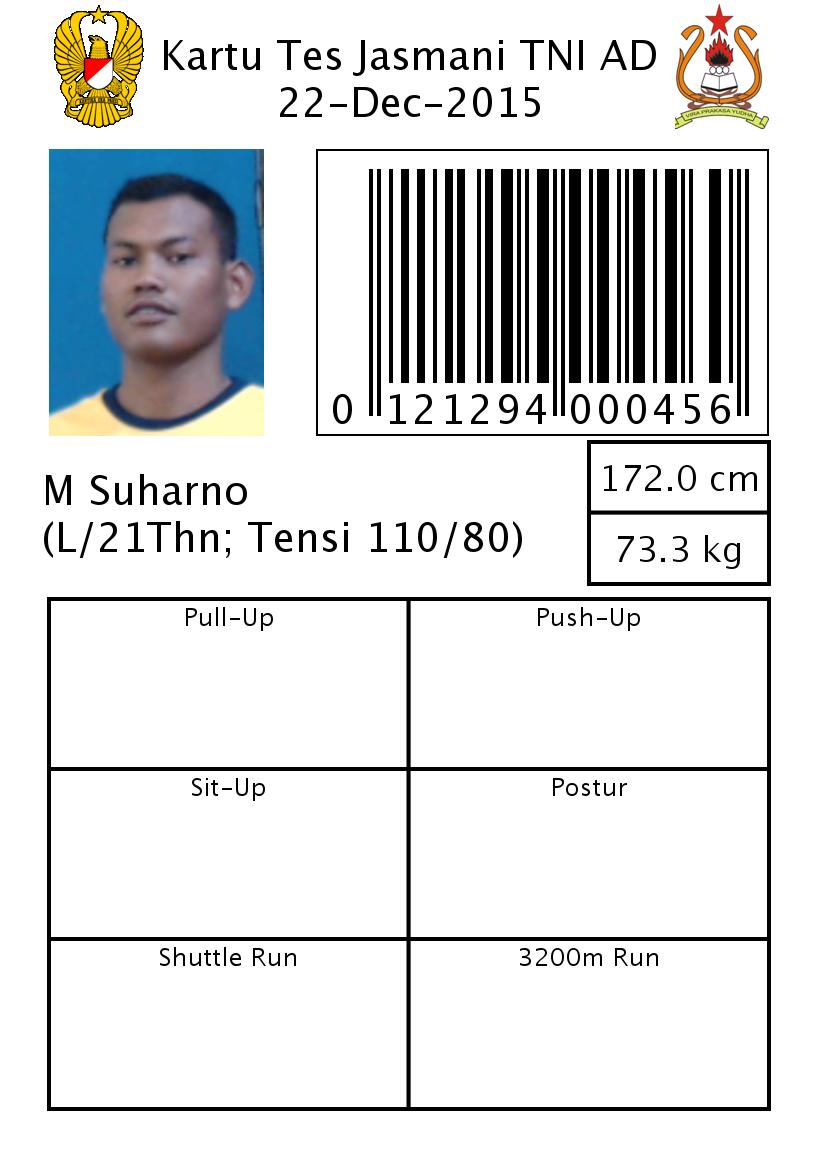 Kartu Tes Jasmani TNI AD
22-Dec-2015
VIRA PRAKASA YUDHA
0 121294 000456
M Suharno
(L/21Thn; Tensi 110/80)
172.0 cm
73.3 kg
Pull-Up
Push-Up
Sit-Up
Postur
Shuttle Run
3200m Run